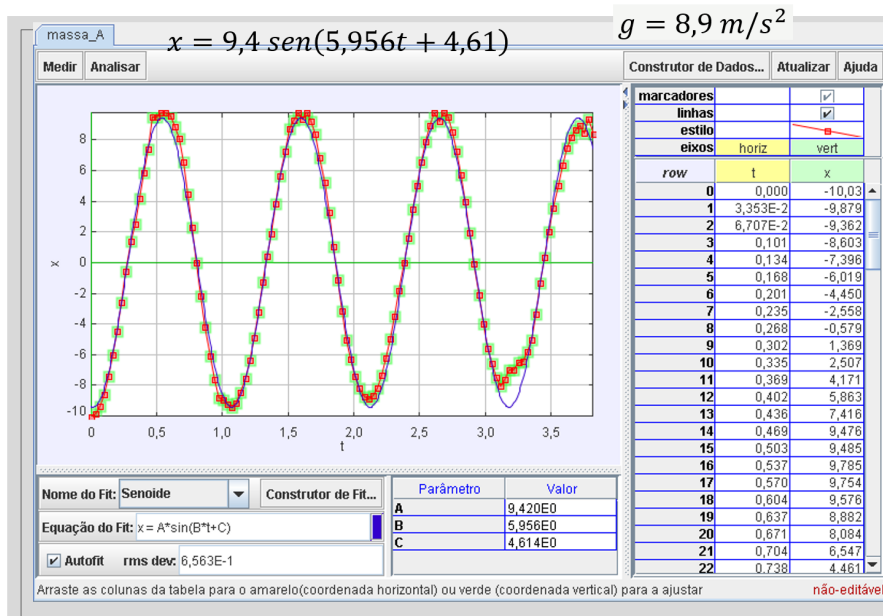 massa_A
x = 9,4 sen(5,956t + 4,61)
g = 8,9 m/s²
Medir Analisar Construtor de Dados... Atualizar Ajuda
marcadores
linhas
estilo
eixos horiz vert
row t x
0 0,000 -10,03
1 3,353E-2 -9,879
2 6,707E-2 -9,362
3 0,101 -8,603
4 0,134 -7,396
5 0,168 -6,019
6 0,201 -4,450
7 0,235 -2,558
8 0,268 -0,579
9 0,302 1,369
10 0,335 2,507
11 0,369 4,171
12 0,402 5,863
13 0,436 7,416
14 0,469 9,476
15 0,503 9,485
16 0,537 9,785
17 0,570 9,754
18 0,604 9,576
19 0,637 8,882
20 0,671 8,084
21 0,704 6,547
22 0.738 4.461
8
6
4
2
0
-2
-4
-6
-8
-10
x
0 0,5 1,0 1,5 2,0 2,5 3,0 3,5
t
Nome do Fit: Senoide Construtor de Fit...
Equação do Fit: x = A*sin(B*t+C)
Autofit rms dev: 6,563E-1
Parâmetro Valor
A 9,420E0
B 5,956E0
C 4,614E0
Arraste as colunas da tabela para o amarelo(coordenada horizontal) ou verde (coordenada vertical) para a ajustar não-editável